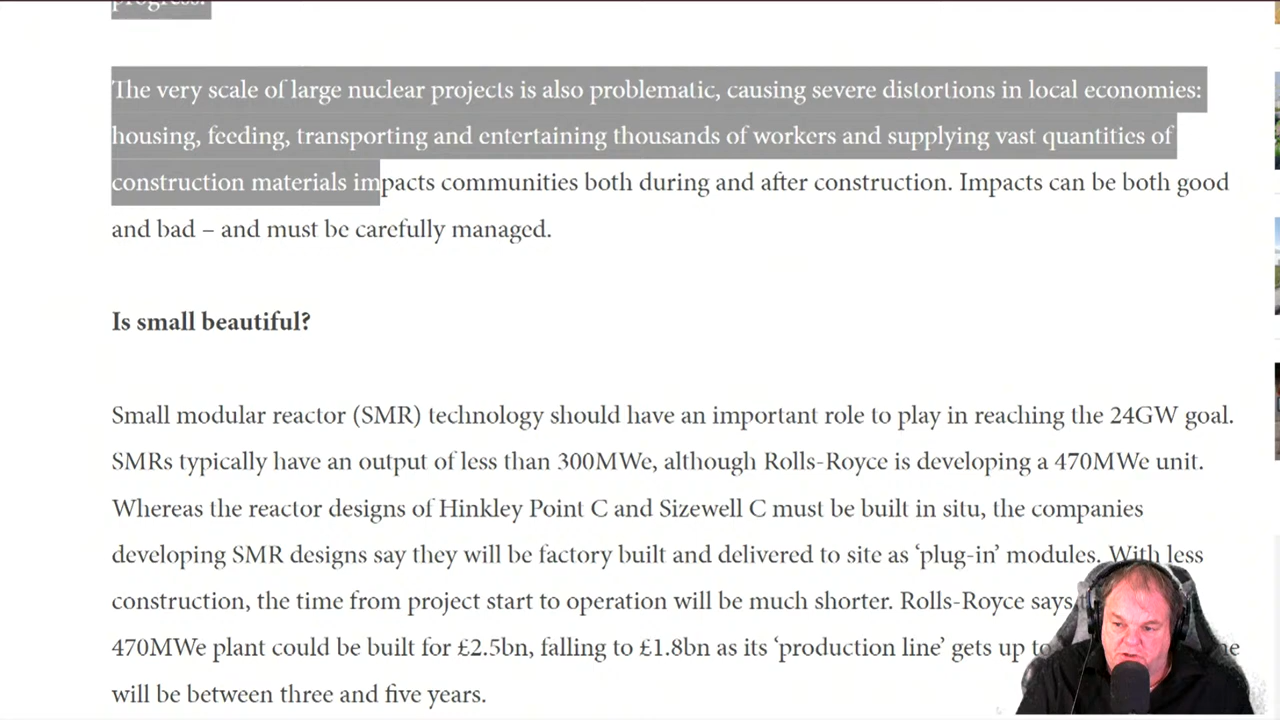 progress.
The very scale of large nuclear projects is also problematic, causing severe distortions in local economies:
housing, feeding, transporting and entertaining thousands of workers and supplying vast quantities of
construction materials impacts communities both during and after construction. Impacts can be both good
and bad – and must be carefully managed.
Is small beautiful?
Small modular reactor (SMR) technology should have an important role to play in reaching the 24GW goal.
SMRs typically have an output of less than 300MWe, although Rolls-Royce is developing a 470MWe unit.
Whereas the reactor designs of Hinkley Point C and Sizewell C must be built in situ, the companies
developing SMR designs say they will be factory built and delivered to site as ‘plug-in’ modules. With less
construction, the time from project start to operation will be much shorter. Rolls-Royce says
470MWe plant could be built for £2.5bn, falling to £1.8bn as its ‘production line’ gets up to
will be between three and five years.